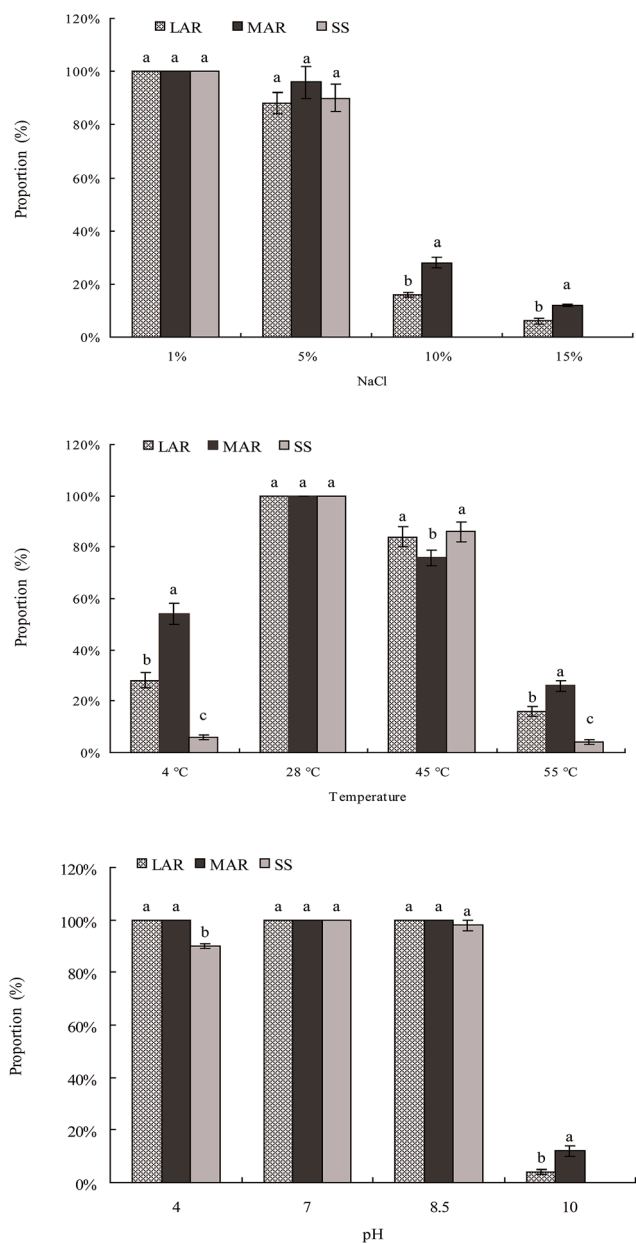 120%
LAR MAR SS
a a a
100%
a a a
80%
60%
Proportion (%)
40%
b a
20%
b a
0%
1% 5% 10% 15%
NaCl
120%
LAR MAR SS
a a a
100%
a b a
80%
60%
Proportion (%)
b a c
40%
20%
b a c
0%
4 °C 28 °C 45 °C 55 °C
Temperature
120%
LAR MAR SS
a a b a a a a a a
100%
80%
60%
Proportion (%)
40%
20%
b a
0%
4 7 8.5 10
pH